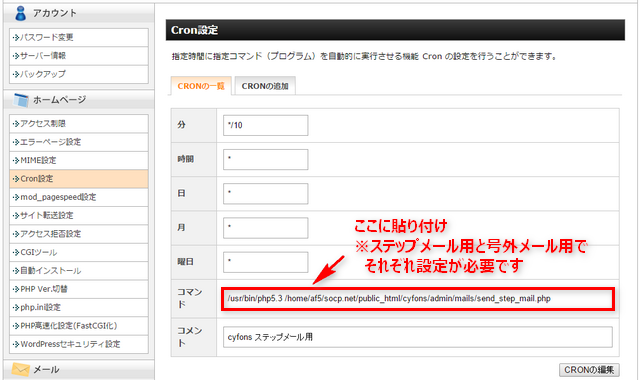 アカウント
パスワード変更
サーバー情報
バックアップ
ホームページ
アクセス制限
エラーページ設定
MIME設定
Cron設定
mod_pagespeed設定
サイト転送設定
アクセス拒否設定
CGIツール
自動インストール
PHP Ver.切替
php.ini設定
PHP高速化設定(FastCGI化)
WordPressセキュリティ設定
メール
Cron設定
指定時間に指定コマンド（プログラム）を自動的に実行させる機能 Cron の設定を行うことができます。
CRONの一覧
CRONの追加
分
*/10
時間
*
日
*
月
*
曜日
*
ここに貼り付け
※ステップメール用と号外メール用で
それぞれ設定が必要です
コマンド
/usr/bin/php5.3 /home/af5/socp.net/public_html/cyfons/admin/mails/send_step_mail.php
コメント
cyfons ステップメール用
CRONの編集